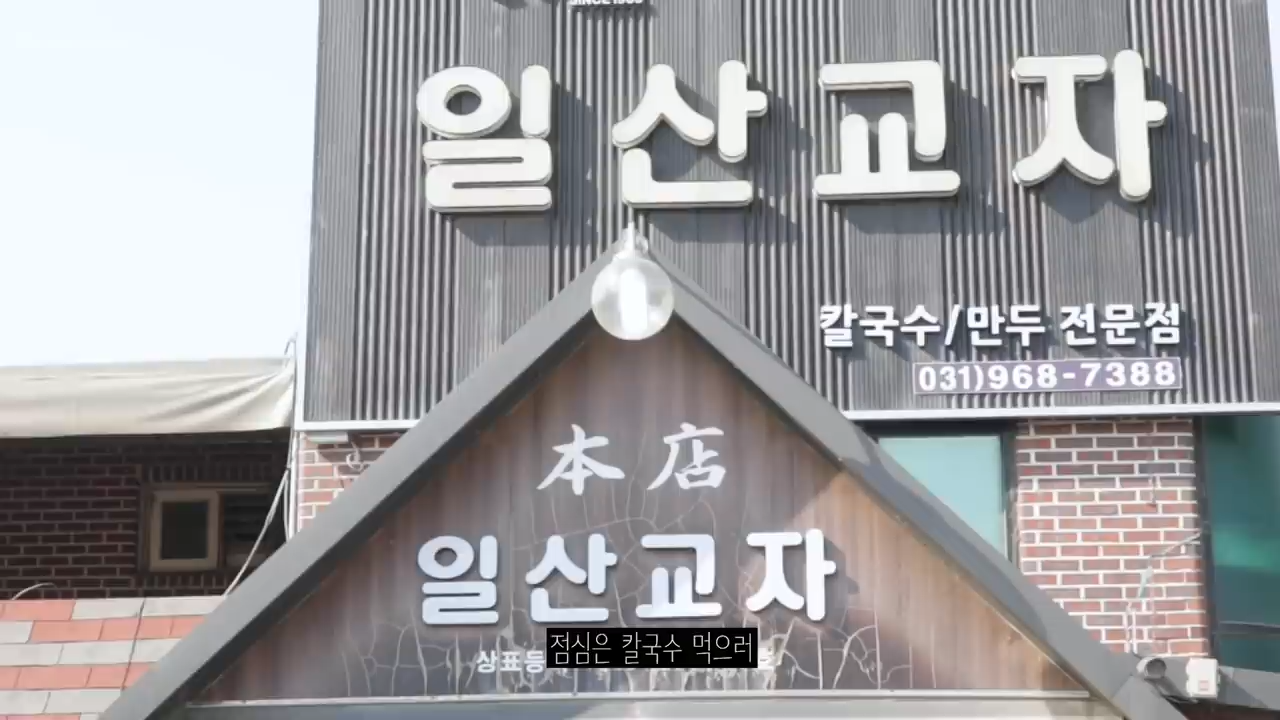 일산교자
칼국수/만두 전문점
031)968-7388
本店
일산교자
상표등
점심은 칼국수 먹으러